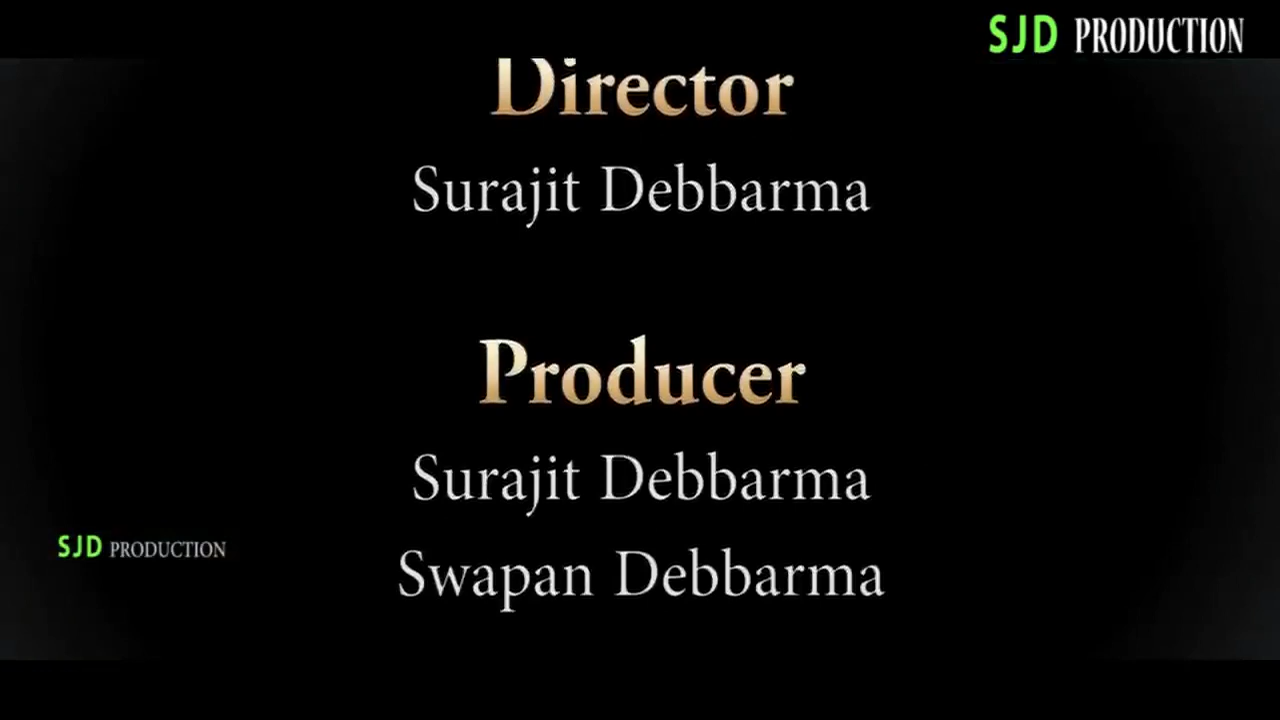 SJD PRODUCTION
Director
Surajit Debbarma
Producer
Surajit Debbarma
SJD PRODUCTION
Swapan Debbarma